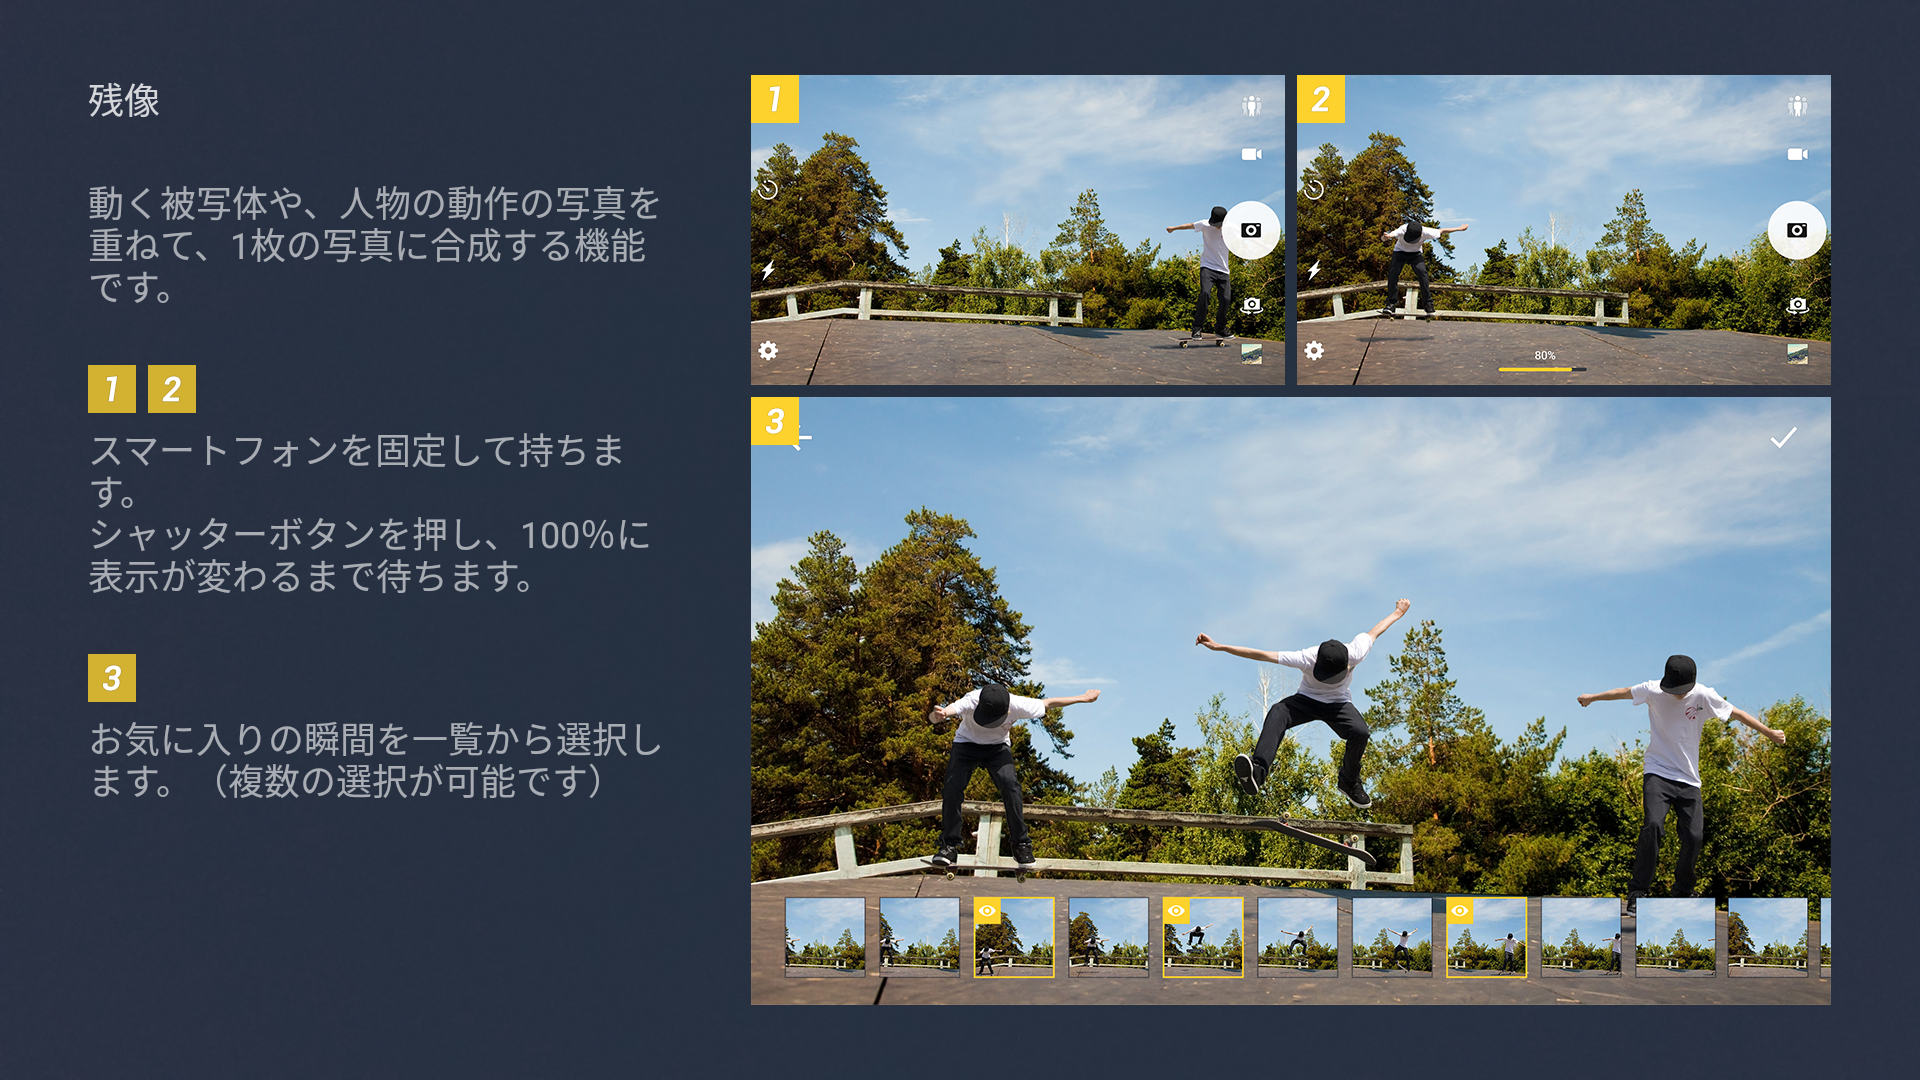 残像
動く被写体や、人物の動作の写真を
重ねて、1枚の写真に合成する機能
です。
1 2
スマートフォンを固定して持ちま
す。
シャッターボタンを押し、100%に
表示が変わるまで待ちます。
3
お気に入りの瞬間を一覧から選択し
ます。（複数の選択が可能です）
1
2
80%
3